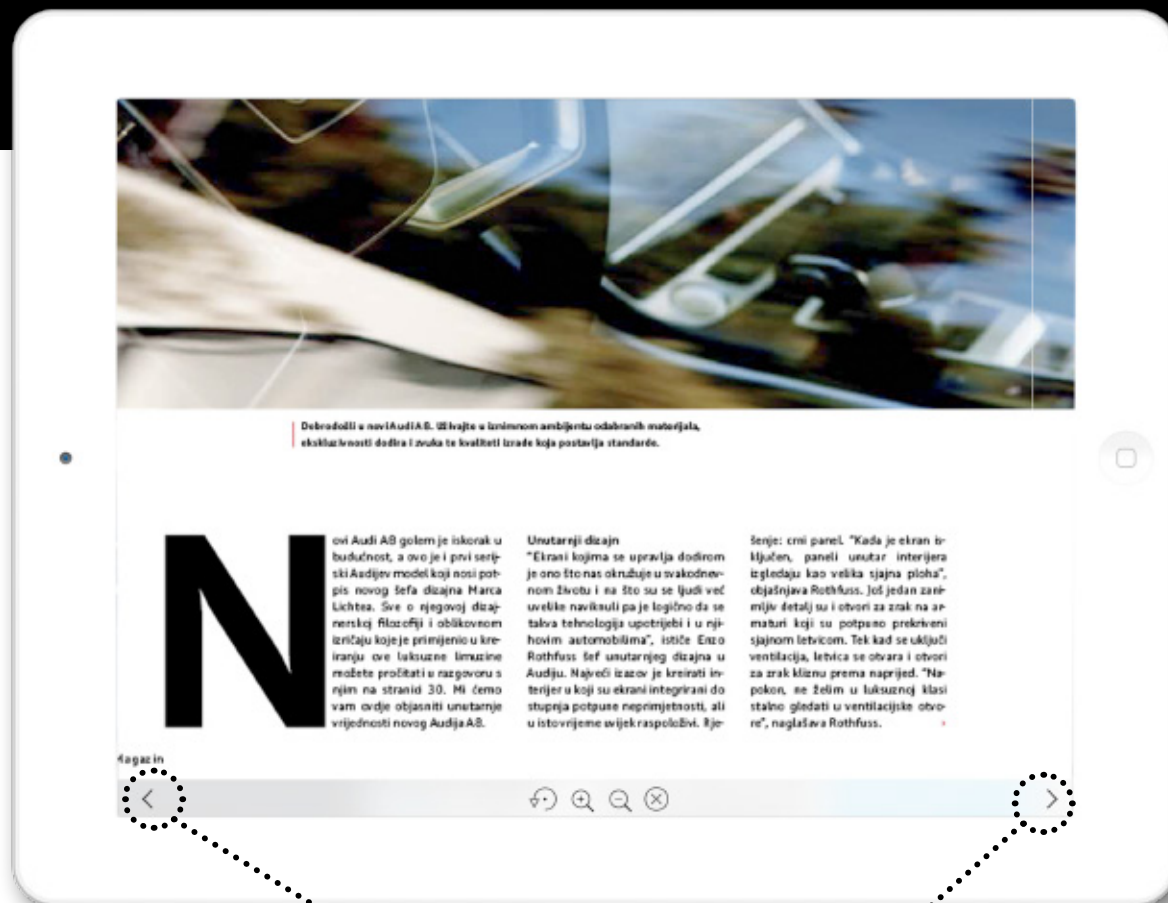 Dobrodošli u novi Audi A8. Uživajte u iznimnom ambijentu odabranih materijala,
ekskluzivnosti dodira i zvuka te kvaliteti izrade koja postavlja standarde.
N
ovi Audi A8 golem je iskorak u
budućnost, a ovo je i prvi serij-
ski Audijev model koji nosi pot-
pis novog šefa dizajna Marca
Lichtea. Sve o njegovoj dizaj-
nerskoj filozofiji i oblikovnom
izričaju koje je primijenio u kre-
iranju ove luksuzne limuzine
možete pročitati u razgovoru s
njim na stranici 30. Mi ćemo
vam ovdje objasniti unutarnje
vrijednosti novog Audija A8.
Unutarnji dizajn
"Ekrani kojima se upravlja dodirom
je ono što nas okružuje u svakodnev-
nom životu i na što su se ljudi već
uvelike naviknuli pa je logično da se
takva tehnologija upotrijebi i u nji-
hovim automobilima", ističe Enzo
Rothfuss šef unutarnjeg dizajna u
Audiju. Najveći izazov je kreirati in-
terijer u koji su ekrani integrirani do
stupnja potpune neprimjetnosti, ali
u isto vrijeme uvijek raspoloživi. Rje-
šenje: crni panel. "Kada je ekran is-
ključen, paneli unutar interijera
izgledaju kao velika sjajna ploha",
objašnjava Rothfuss. Još jedan zani-
mljiv detalj su i otvori za zrak na ar-
maturi koji su potpuno prekriveni
sjajnom letvicom. Tek kad se uključi
ventilacija, letvica se otvara i otvori
za zrak kliznu prema naprijed. "Na-
pokon, ne želim u luksuznoj klasi
stalno gledati u ventilacijske otvo-
re", naglašava Rothfuss.
Magazin